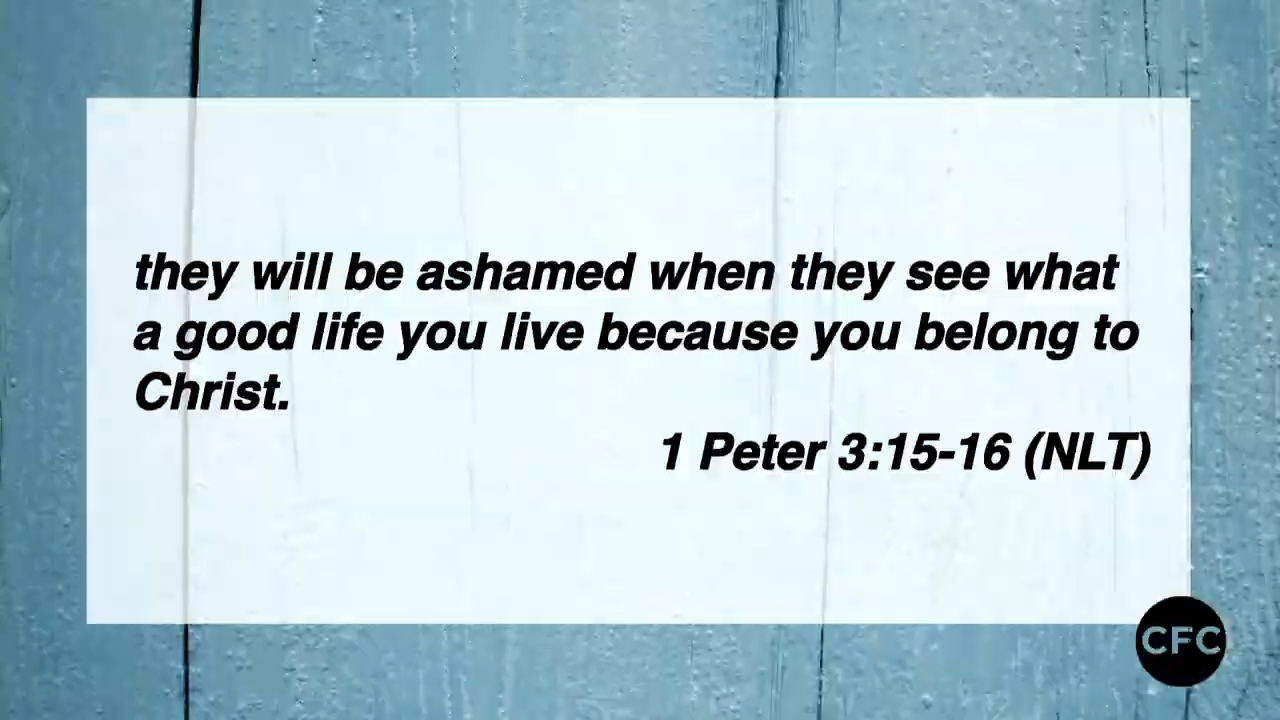 they will be ashamed when they see what
a good life you live because you belong to
Christ.
1 Peter 3:15-16 (NLT)
CFC